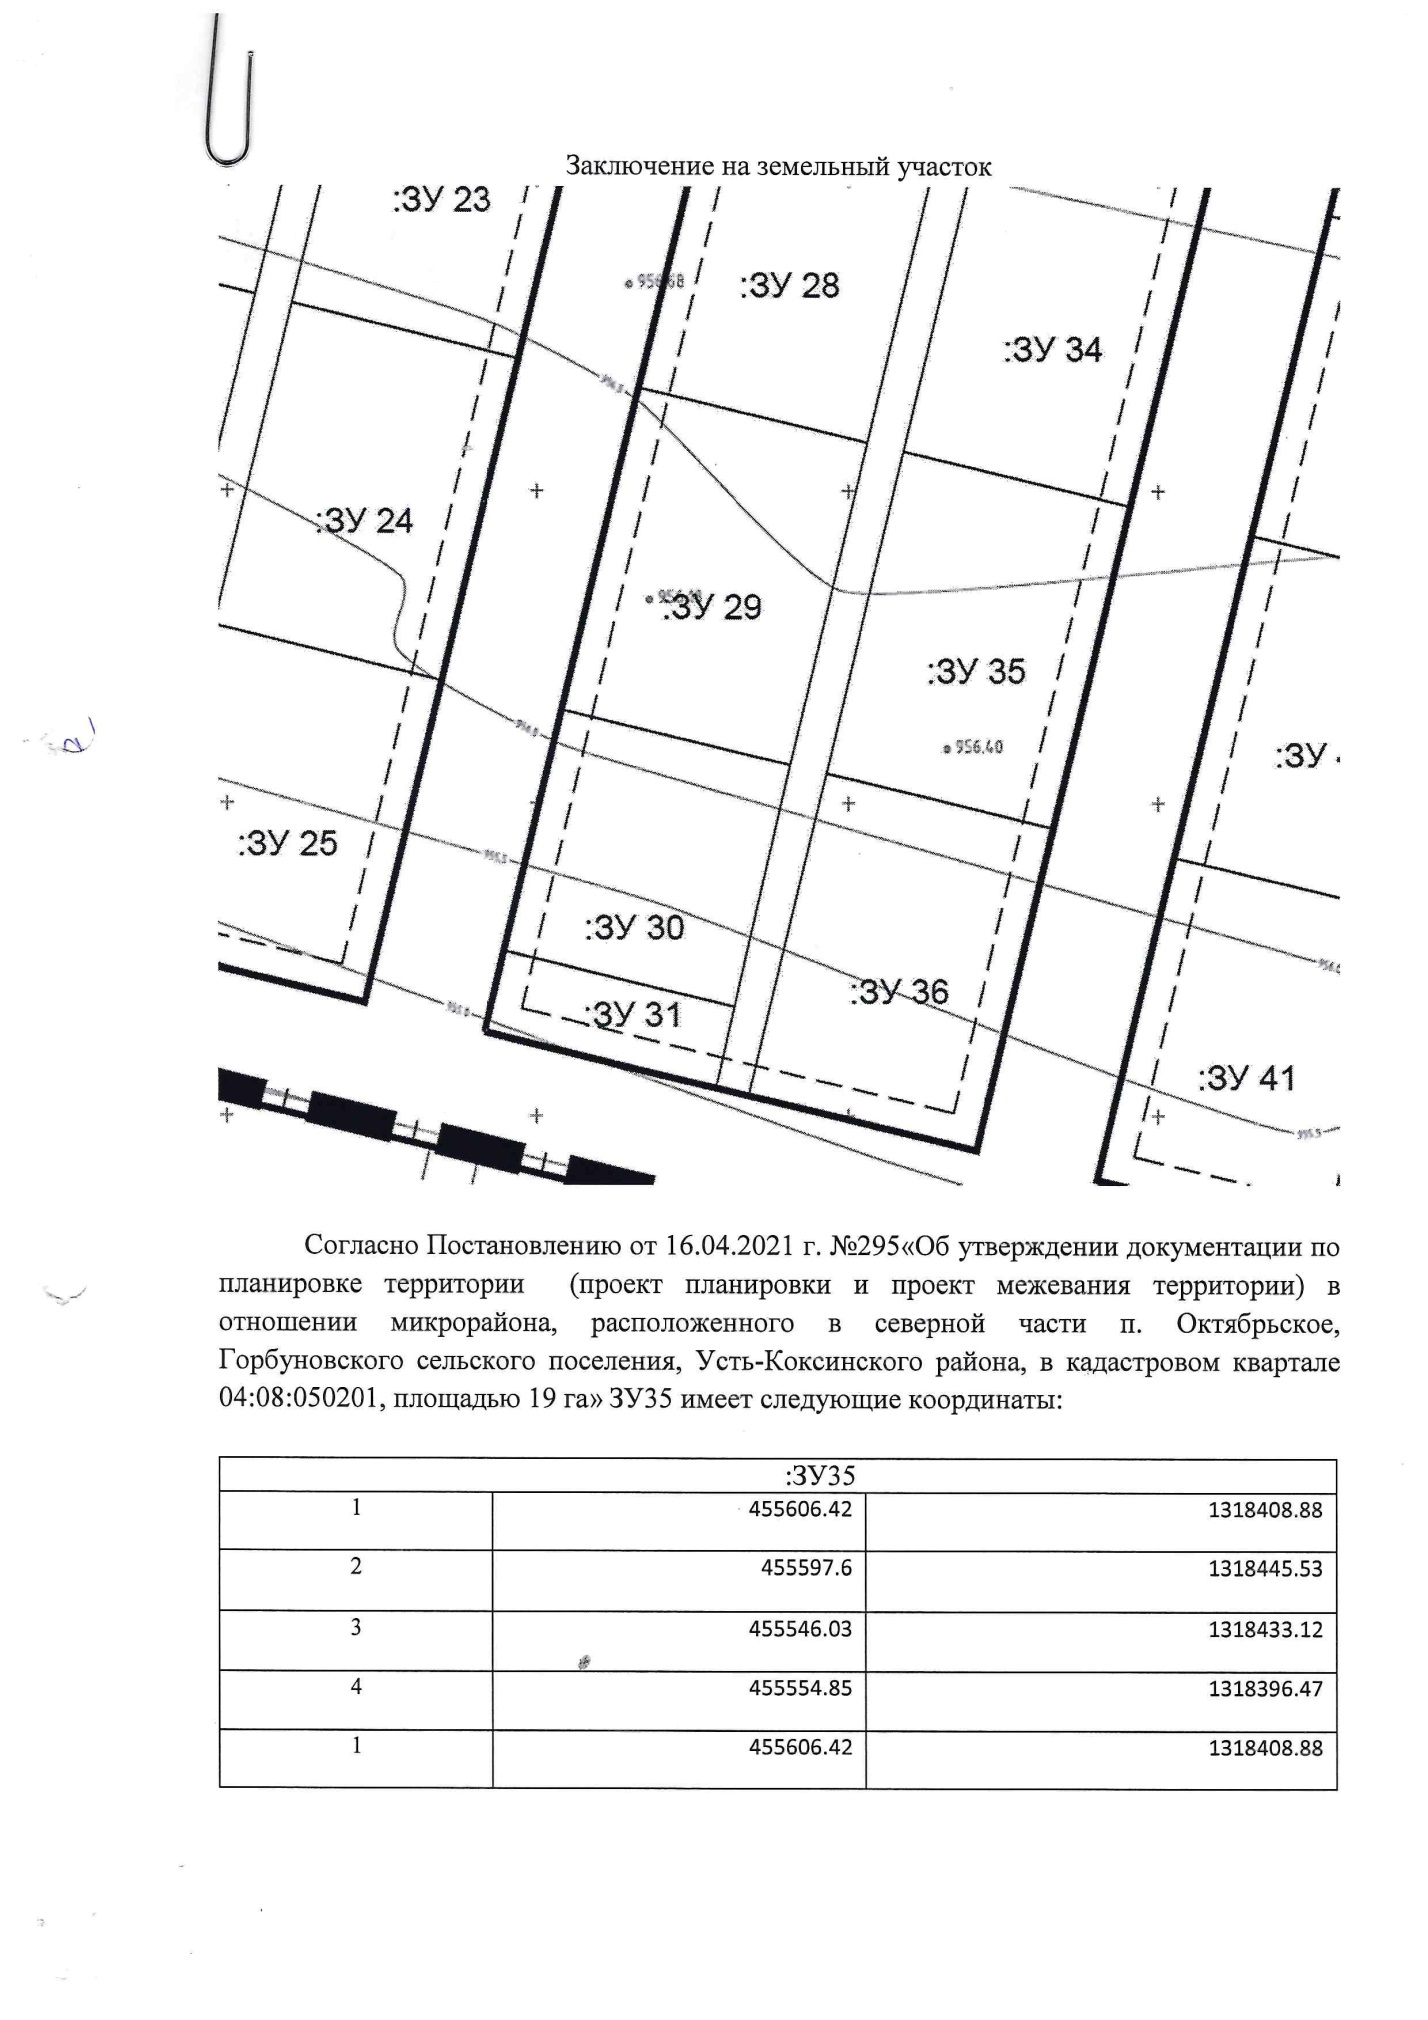 Заключение на земельный участок
:ЗУ 23
956.68
:ЗУ 28
:ЗУ 34
:ЗУ 24
:ЗУ 29
:ЗУ 35
956.40
:ЗУ
:ЗУ 25
:ЗУ 30
:ЗУ 36
:ЗУ 31
:ЗУ 41
Согласно Постановлению от 16.04.2021 г. №295«Об утверждении документации по
планировке территории (проект планировки и проект межевания территории) в
отношении микрорайона, расположенного в северной части п. Октябрьское,
Горбуновского сельского поселения, Усть-Коксинского района, в кадастровом квартале
04:08:050201, площадью 19 га» ЗУ35 имеет следующие координаты:
:ЗУ35
1 455606.42 1318408.88
2 455597.6 1318445.53
3 455546.03 1318433.12
4 455554.85 1318396.47
1 455606.42 1318408.88